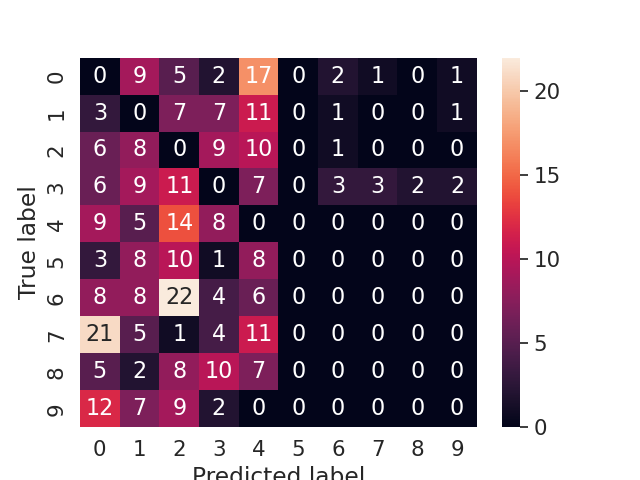 0 0 9 5 2 17 0 2 1 0 1
1 3 0 7 7 11 0 1 0 0 1
2 6 8 0 9 10 0 1 0 0 0
3 6 9 11 0 7 0 3 3 2 2
4 9 5 14 8 0 0 0 0 0 0
5 3 8 10 1 8 0 0 0 0 0
6 8 8 22 4 6 0 0 0 0 0
7 21 5 1 4 11 0 0 0 0 0
8 5 2 8 10 7 0 0 0 0 0
9 12 7 9 2 0 0 0 0 0 0
0 1 2 3 4 5 6 7 8 9
Predicted label
True label
20
15
10
5
0